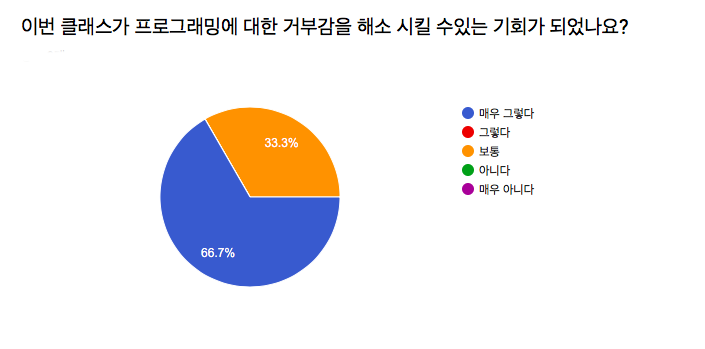 이번 클래스가 프로그래밍에 대한 거부감을 해소 시킬 수있는 기회가 되었나요?
매우 그렇다
그렇다
보통
아니다
매우 아니다
33.3%
66.7%